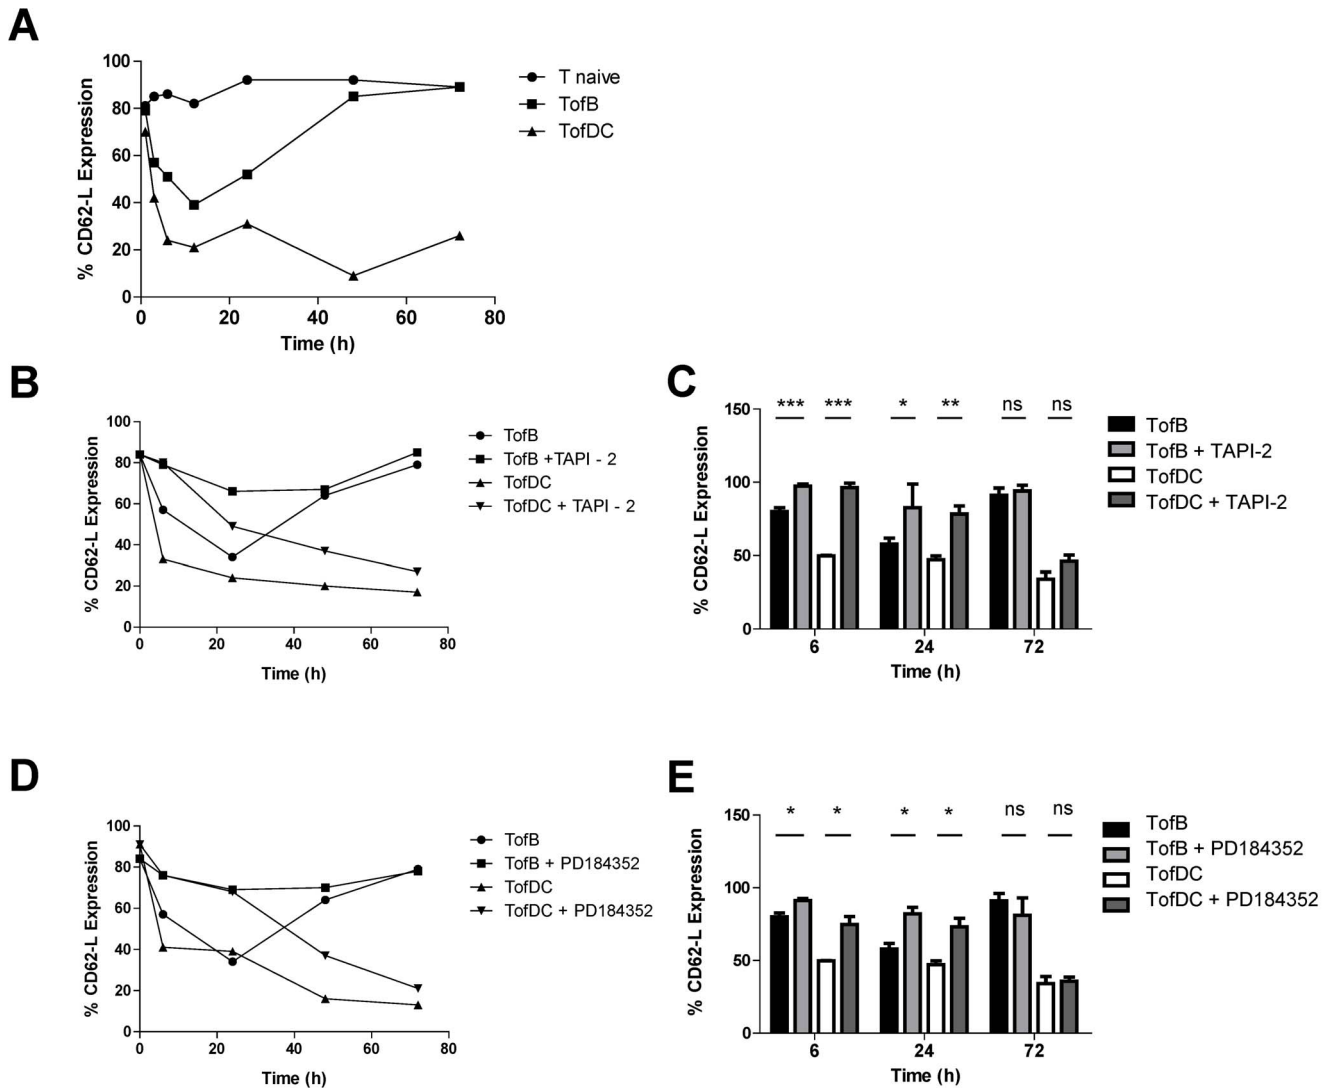 A
100
80
60
40
20
0
% CD62-L Expression
0 20 40 60 80
Time (h)
T naive
TofB
TofDC
B
100
80
60
40
20
0
% CD62-L Expression
0 20 40 60 80
Time (h)
TofB
TofB +TAPI - 2
TofDC
TofDC + TAPI - 2
C
150
100
50
0
% CD62-L Expression
*** *** * ** ns ns
6 24 72
Time (h)
TofB
TofB + TAPI-2
TofDC
TofDC + TAPI-2
D
100
80
60
40
20
0
% CD62-L Expression
0 20 40 60 80
Time (h)
TofB
TofB + PD184352
TofDC
TofDC + PD184352
E
150
100
50
0
% CD62-L Expression
* * * * ns ns
6 24 72
Time (h)
TofB
TofB + PD184352
TofDC
TofDC + PD184352